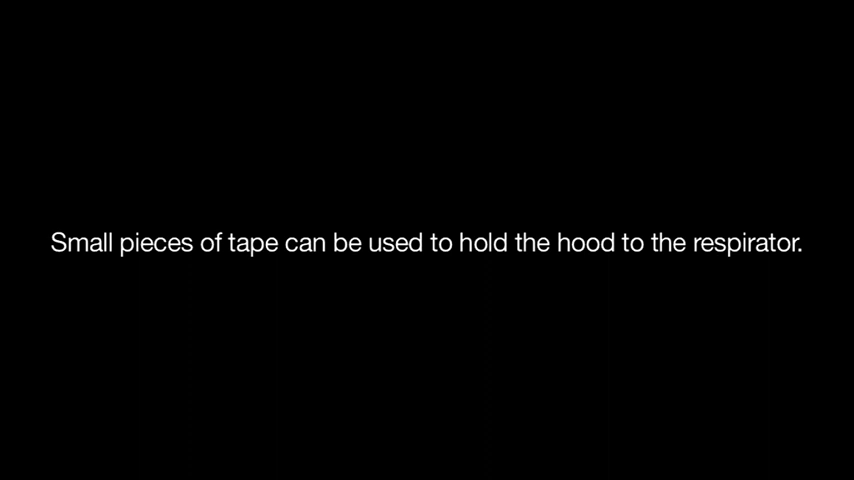 Small pieces of tape can be used to hold the hood to the respirator.